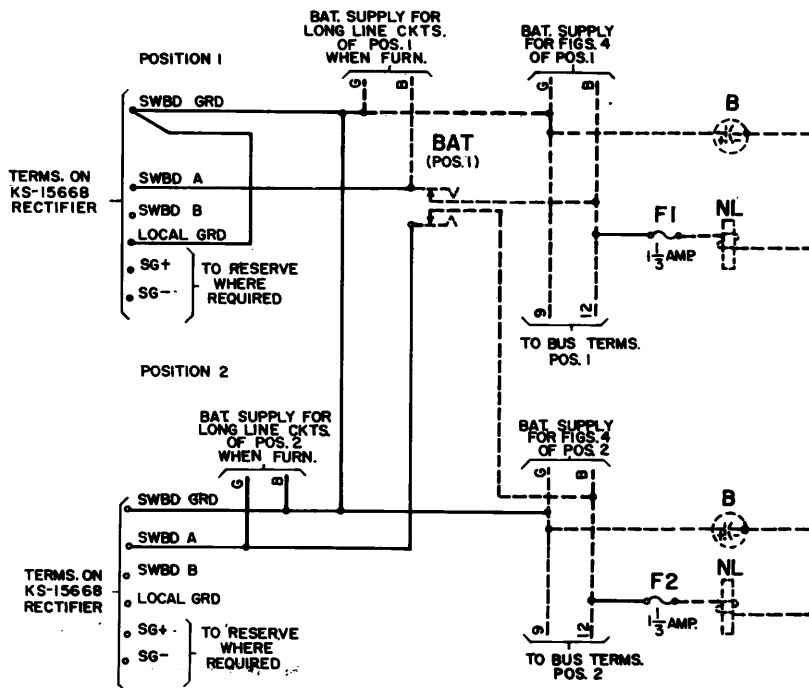 BAT. SUPPLY FOR
LONG LINE CKTS.
OF POS. 1
WHEN FURN.
G
B
BAT. SUPPLY
FOR FIGS. 4
OF POS. 1
G
B
POSITION 1
SWBD GRD
B
BAT
(POS. 1)
TERMS. ON
KS-15668
RECTIFIER
SWBD A
SWBD B
LOCAL GRD
F1
1 1/3 AMP.
NL
SG+
SG-
TO RESERVE
WHERE
REQUIRED
9
12
TO BUS TERMS.
POS. 1
POSITION 2
BAT. SUPPLY FOR
LONG LINE CKTS.
OF POS. 2
WHEN FURN.
G
B
BAT. SUPPLY
FOR FIGS. 4
OF POS. 2
G
B
SWBD GRD
B
SWBD A
TERMS. ON
KS-15668
RECTIFIER
SWBD B
LOCAL GRD
F2
1 1/3 AMP.
NL
SG+
SG-
TO RESERVE
WHERE
REQUIRED
9
12
TO BUS TERMS.
POS. 2